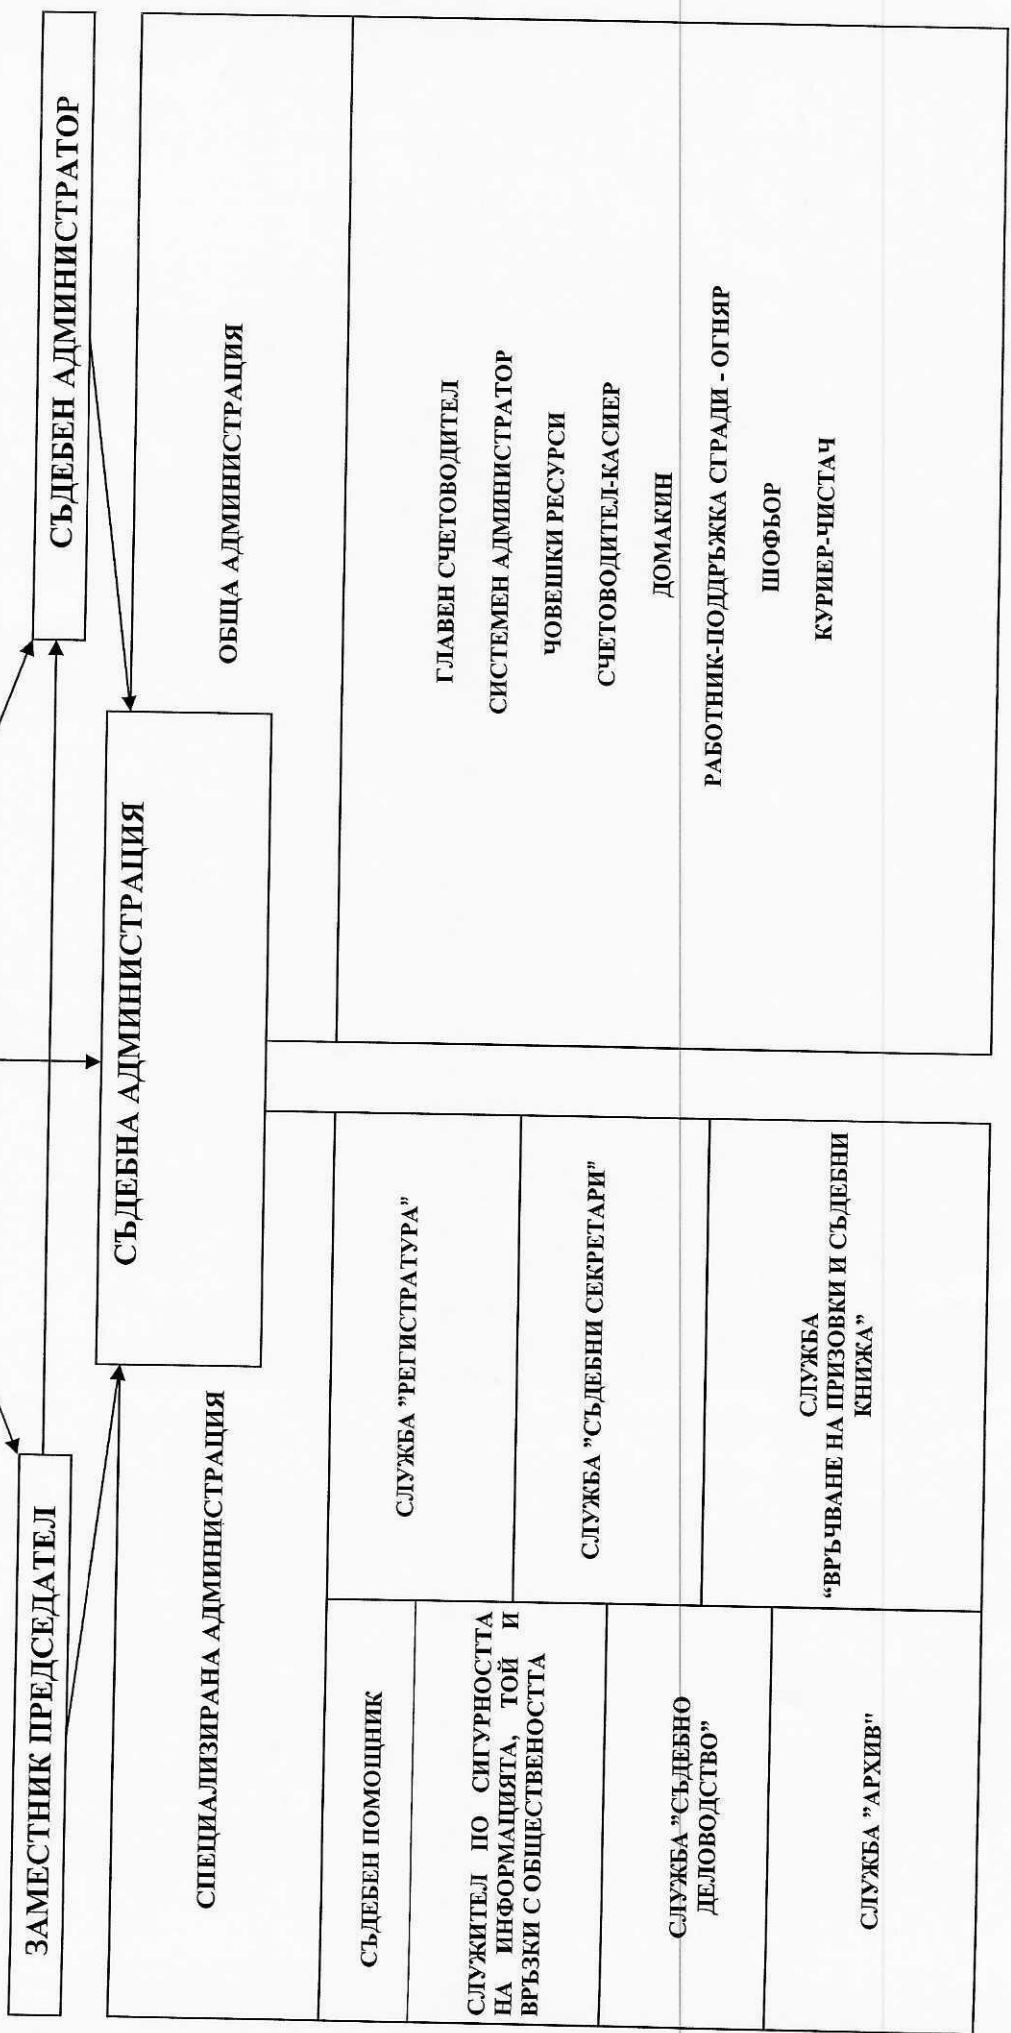 ЗАМЕСТНИК ПРЕДСЕДАТЕЛ
СЪДЕБЕН АДМИНИСТРАТОР
СЪДЕБНА АДМИНИСТРАЦИЯ
СПЕЦИАЛИЗИРАНА АДМИНИСТРАЦИЯ
СЪДЕБЕН ПОМОЩНИК
СЛУЖИТЕЛ ПО СИГУРНОСТТА
НА ИНФОРМАЦИЯТА, ТОЙ И
ВРЪЗКИ С ОБЩЕСТВЕНОСТТА
СЛУЖБА "СЪДЕБНО
ДЕЛОВОДСТВО”
СЛУЖБА ”АРХИВ"
СЛУЖБА ”РЕГИСТРАТУРА”
СЛУЖБА ”СЪДЕБНИ СЕКРЕТАРИ”
СЛУЖБА
“ВРЪЧВАНЕ НА ПРИЗОВКИ И СЪДЕБНИ
КНИЖА”
ОБЩА АДМИНИСТРАЦИЯ
ГЛАВЕН СЧЕТОВОДИТЕЛ
СИСТЕМЕН АДМИНИСТРАТОР
ЧОВЕШКИ РЕСУРСИ
СЧЕТОВОДИТЕЛ-КАСИЕР
ДОМАКИН
РАБОТНИК-ПОДДРЪЖКА СГРАДИ - ОГНЯР
ШОФЬОР
КУРИЕР-ЧИСТАЧ